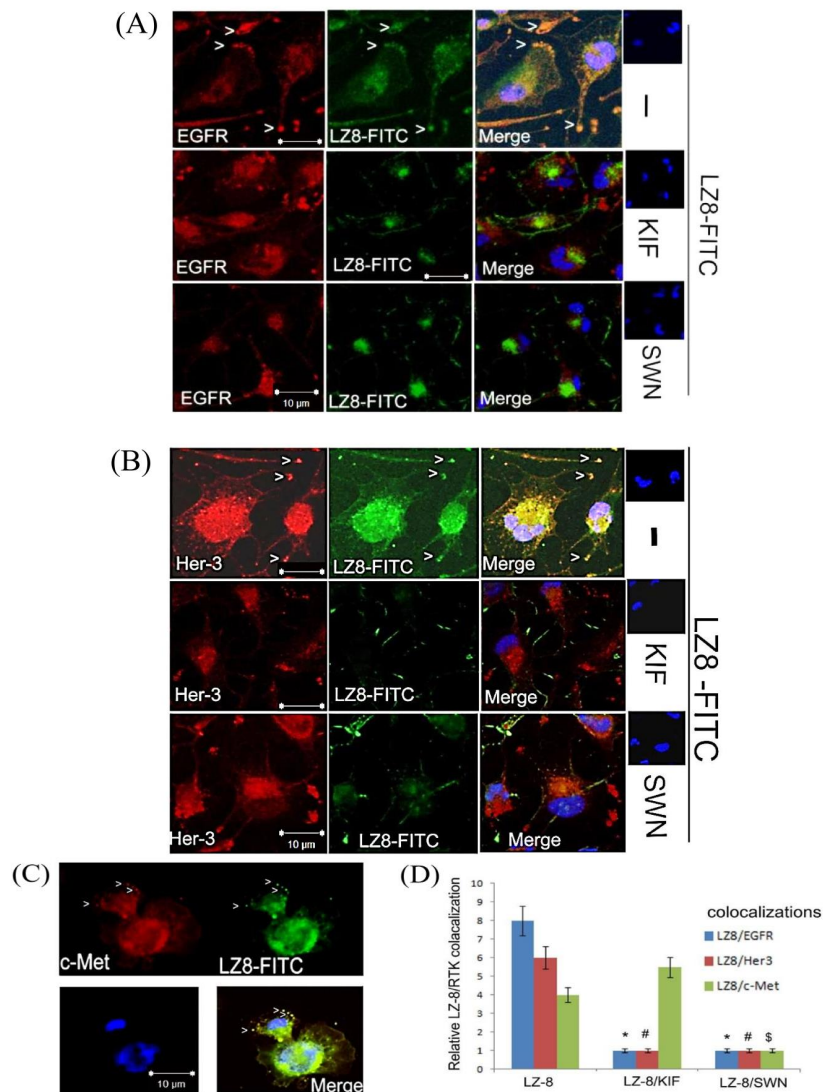 (A)
>
>
>
EGFR
>
>
>
LZ8-FITC
>
Merge
–
EGFR
LZ8-FITC
Merge
KIF
EGFR
10 μm
LZ8-FITC
Merge
SWN
LZ8-FITC
(B)
>
>
>
Her-3
>
>
>
LZ8-FITC
>
>
>
Merge
-
Her-3
LZ8-FITC
Merge
KIF
Her-3
10 μm
LZ8-FITC
Merge
SWN
LZ8 -FITC
(C)
> > > >
c-Met
> > > >
LZ8-FITC
10 μm
> > > >
Merge
(D)
Relative LZ-8/RTK colacalization
10
9
8
7
6
5
4
3
2
1
0
* #
* # $
LZ-8 LZ-8/KIF LZ-8/SWN
colocalizations
LZ8/EGFR
LZ8/Her3
LZ8/c-Met